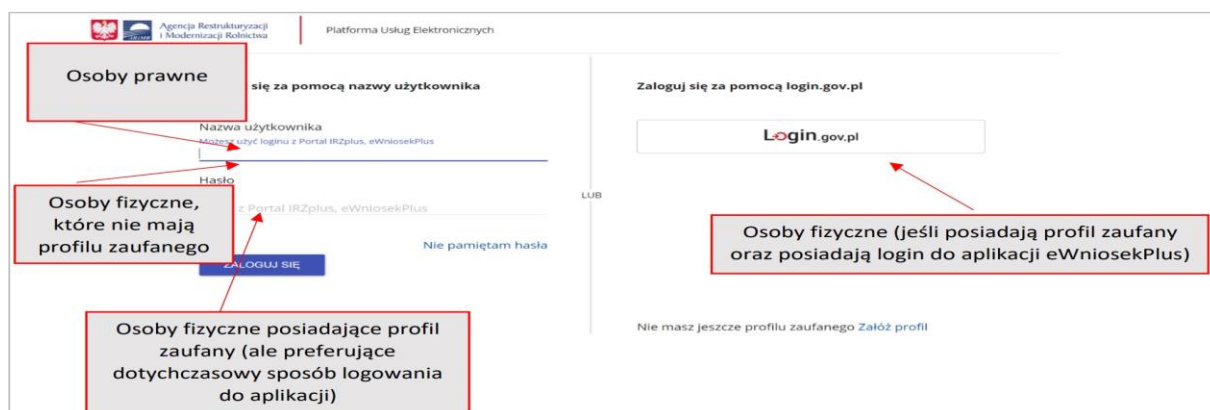 Agencja Restrukturyzacji
i Modernizacji Rolnictwa
Platforma Usług Elektronicznych
Osoby prawne
się za pomocą nazwy użytkownika
Nazwa użytkownika
Możesz użyć loginu z Portal IRZplus, eWniosekPlus
Hasło
z Portal IRZplus, eWniosekPlus
Osoby fizyczne,
które nie mają
profilu zaufanego
Nie pamiętam hasła
ZALOGUJ SIĘ
Osoby fizyczne posiadające profil
zaufany (ale preferujące
dotychczasowy sposób logowania
do aplikacji)
LUB
Zaloguj się za pomocą login.gov.pl
Login.gov.pl
Osoby fizyczne (jeśli posiadają profil zaufany
oraz posiadają login do aplikacji eWniosekPlus)
Nie masz jeszcze profilu zaufanego Załóż profil